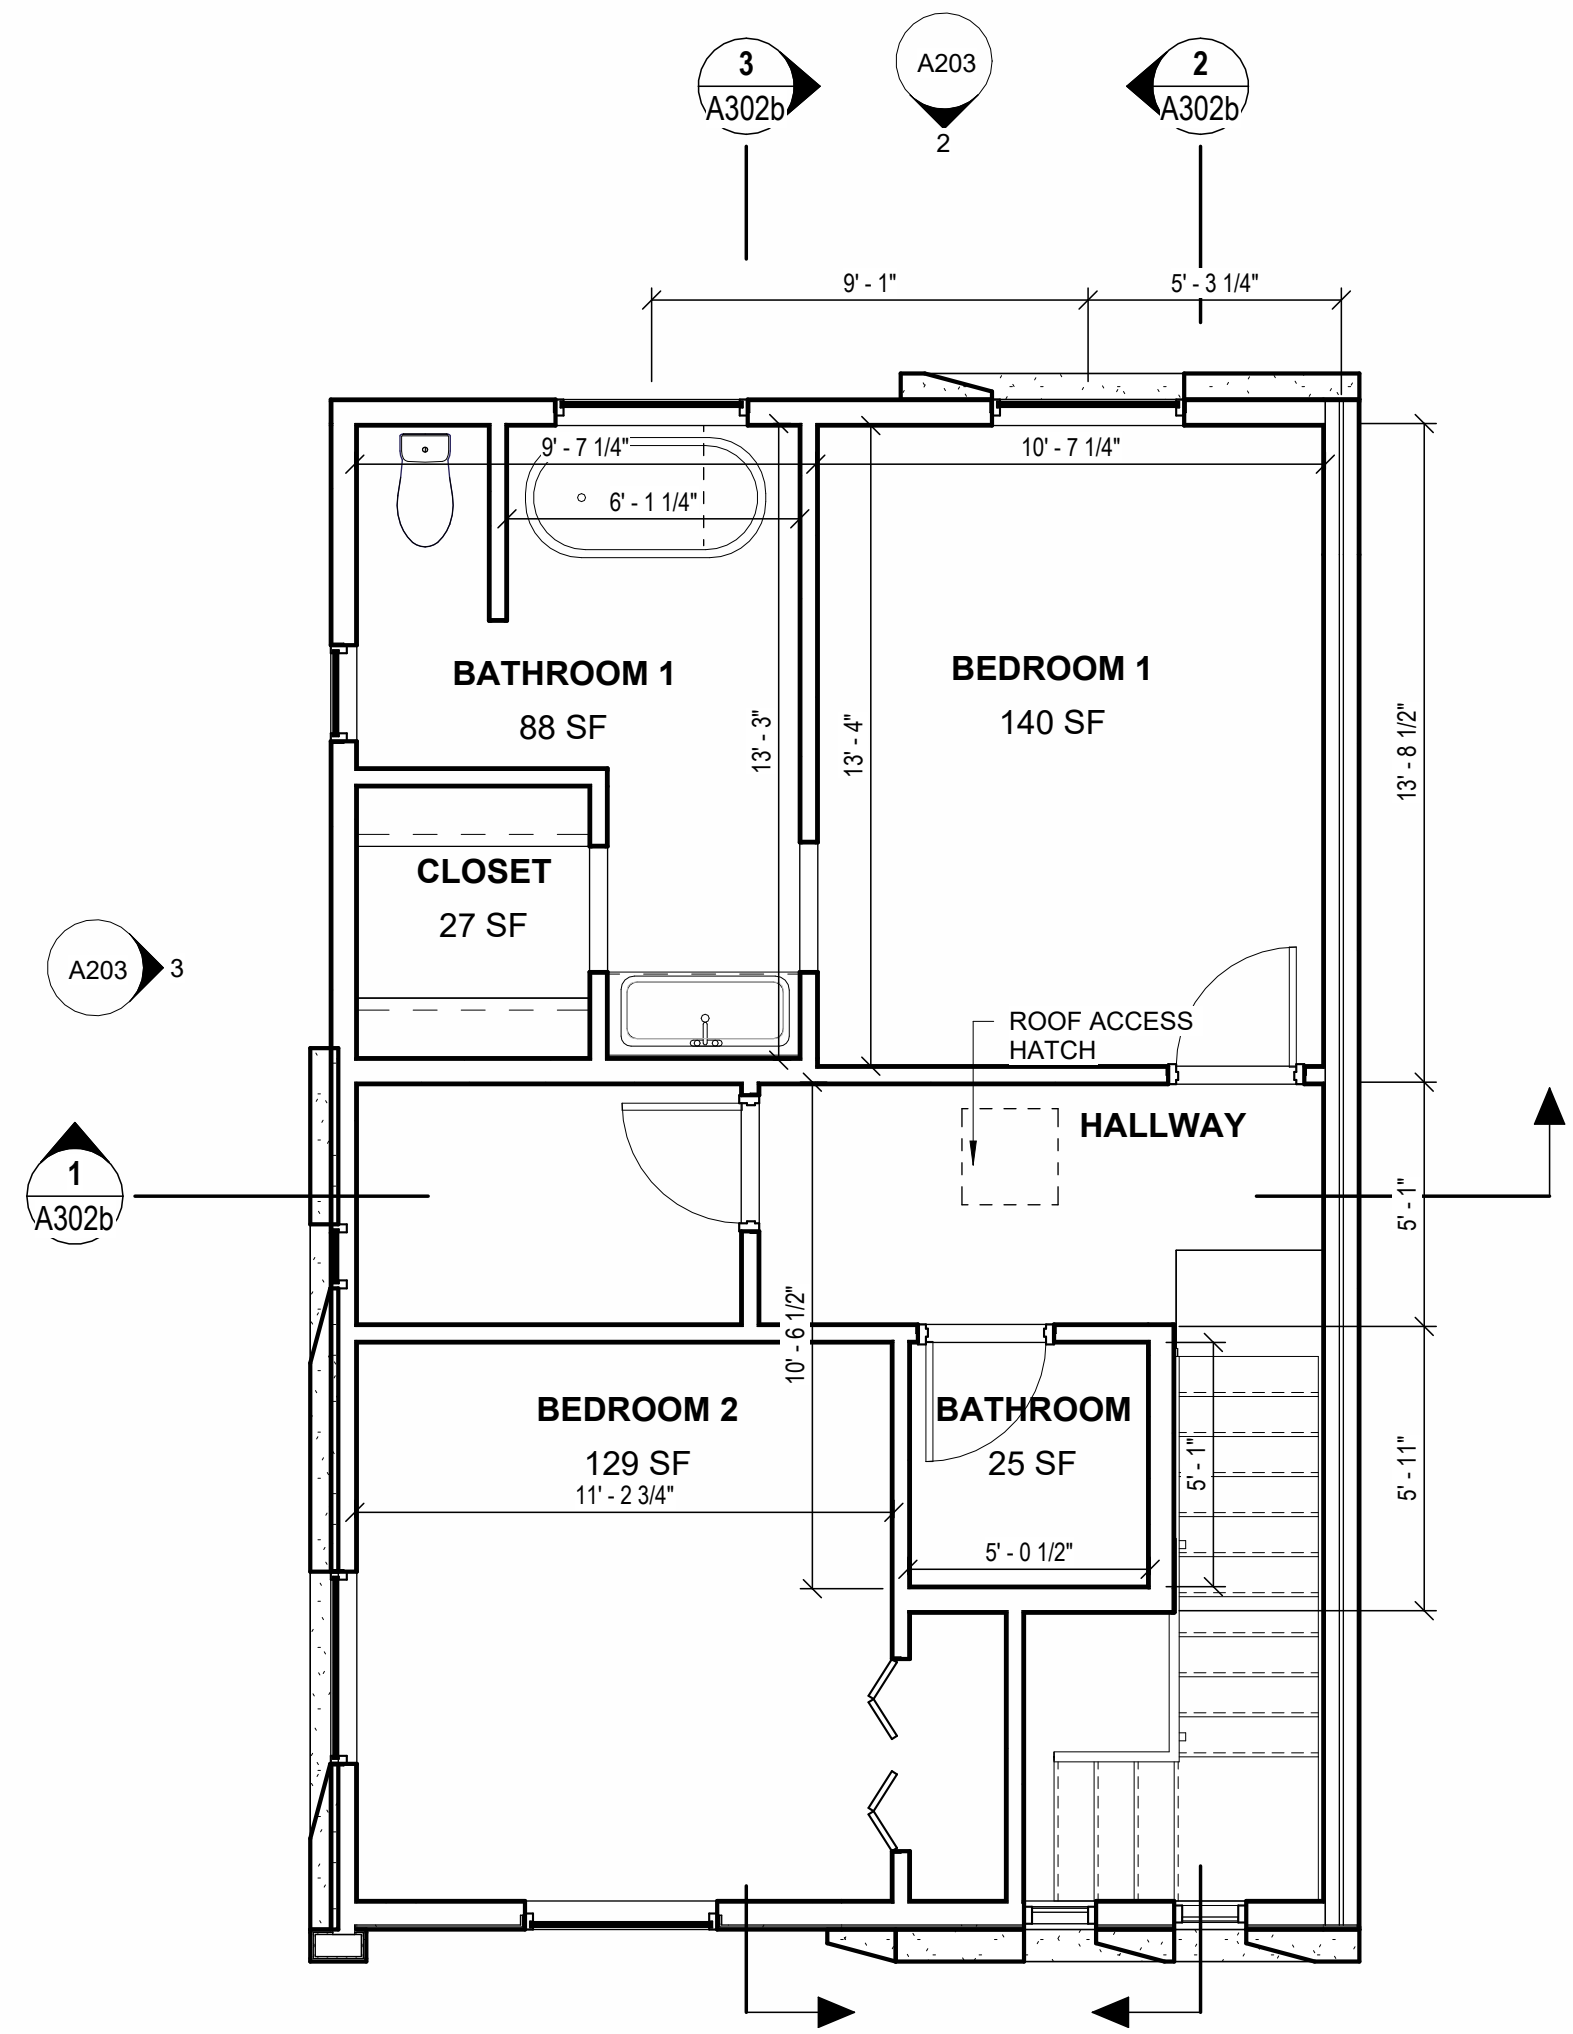 3
A302b
A203
2
2
A302b
9' - 1"
5' - 3 1/4"
9' - 7 1/4"
10' - 7 1/4"
6' - 1 1/4"
BATHROOM 1
88 SF
BEDROOM 1
140 SF
13' - 3"
13' - 4"
13' - 8 1/2"
CLOSET
27 SF
A203
3
ROOF ACCESS
HATCH
HALLWAY
1
A302b
5' - 1"
10' - 6 1/2"
BEDROOM 2
129 SF
11' - 2 3/4"
BATHROOM
25 SF
5' - 1"
5' - 11"
5' - 0 1/2"